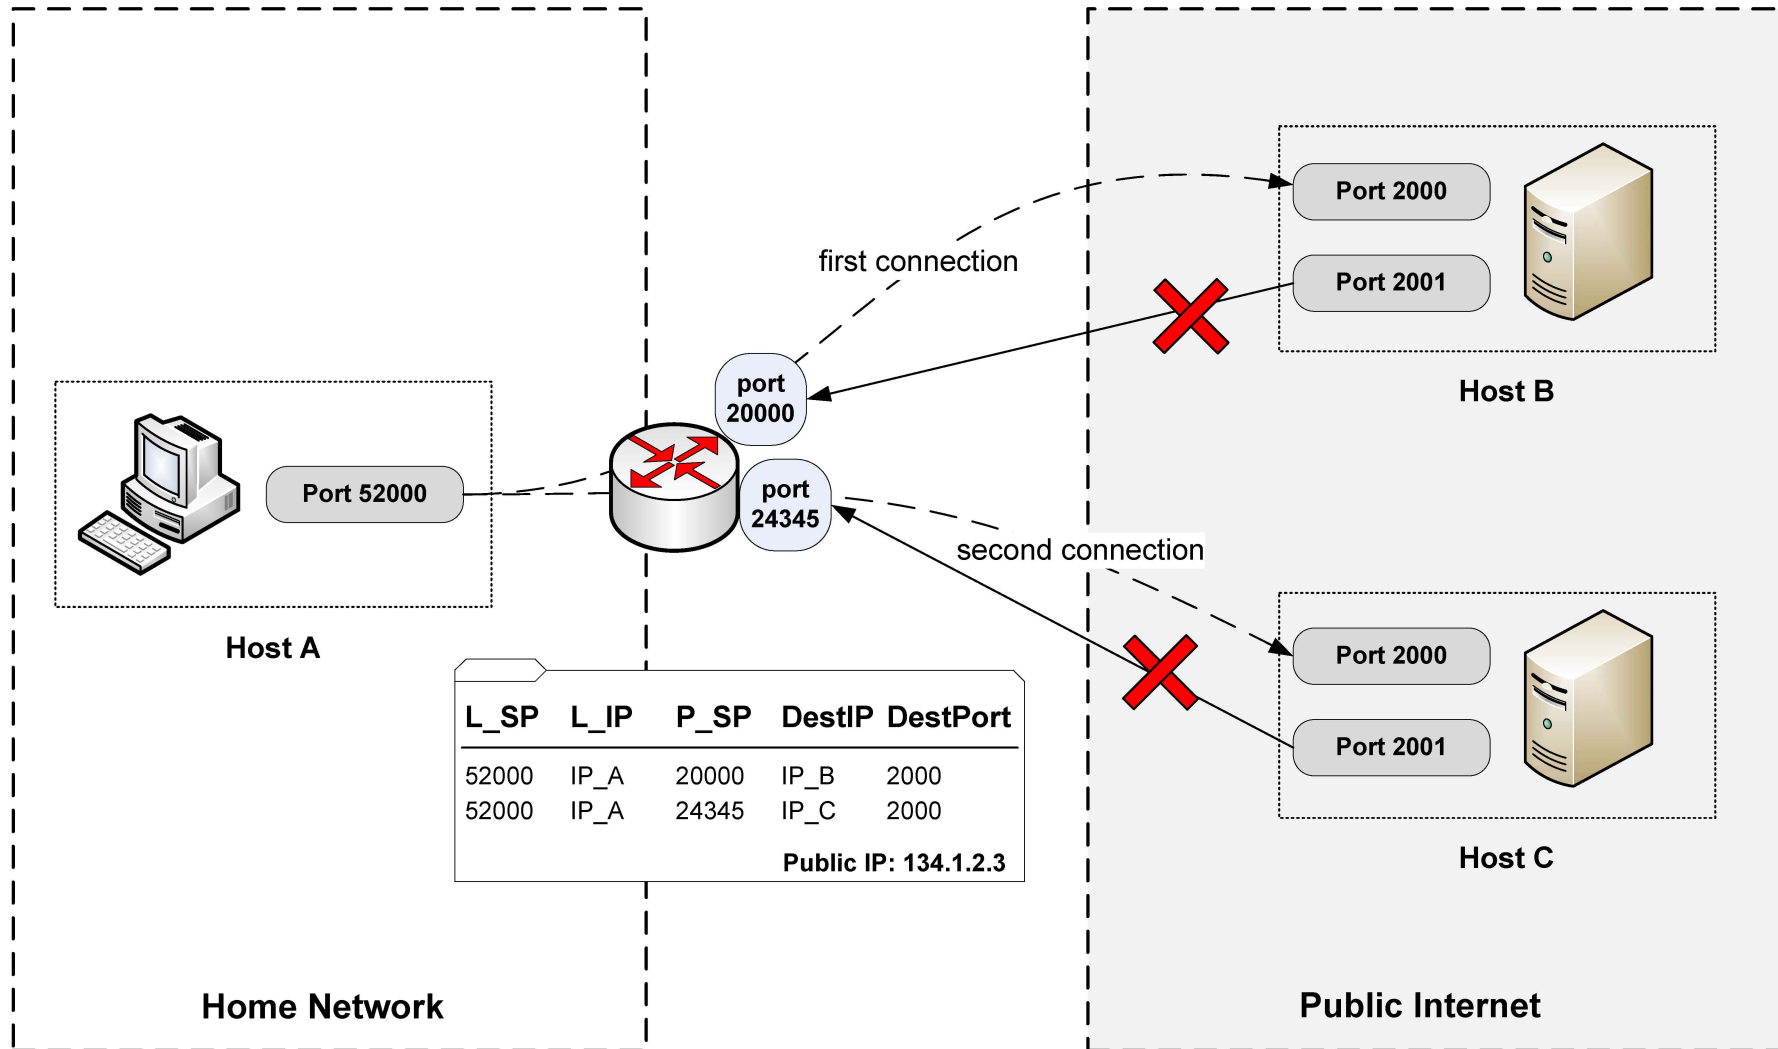 Port 2000
first connection
Port 2001
port
20000
Host B
Port 52000
port
24345
second connection
Host A
Port 2000
L_SP L_IP P_SP DestIP DestPort
Port 2001
52000 IP_A 20000 IP_B 2000
52000 IP_A 24345 IP_C 2000
Public IP: 134.1.2.3
Host C
Home Network
Public Internet